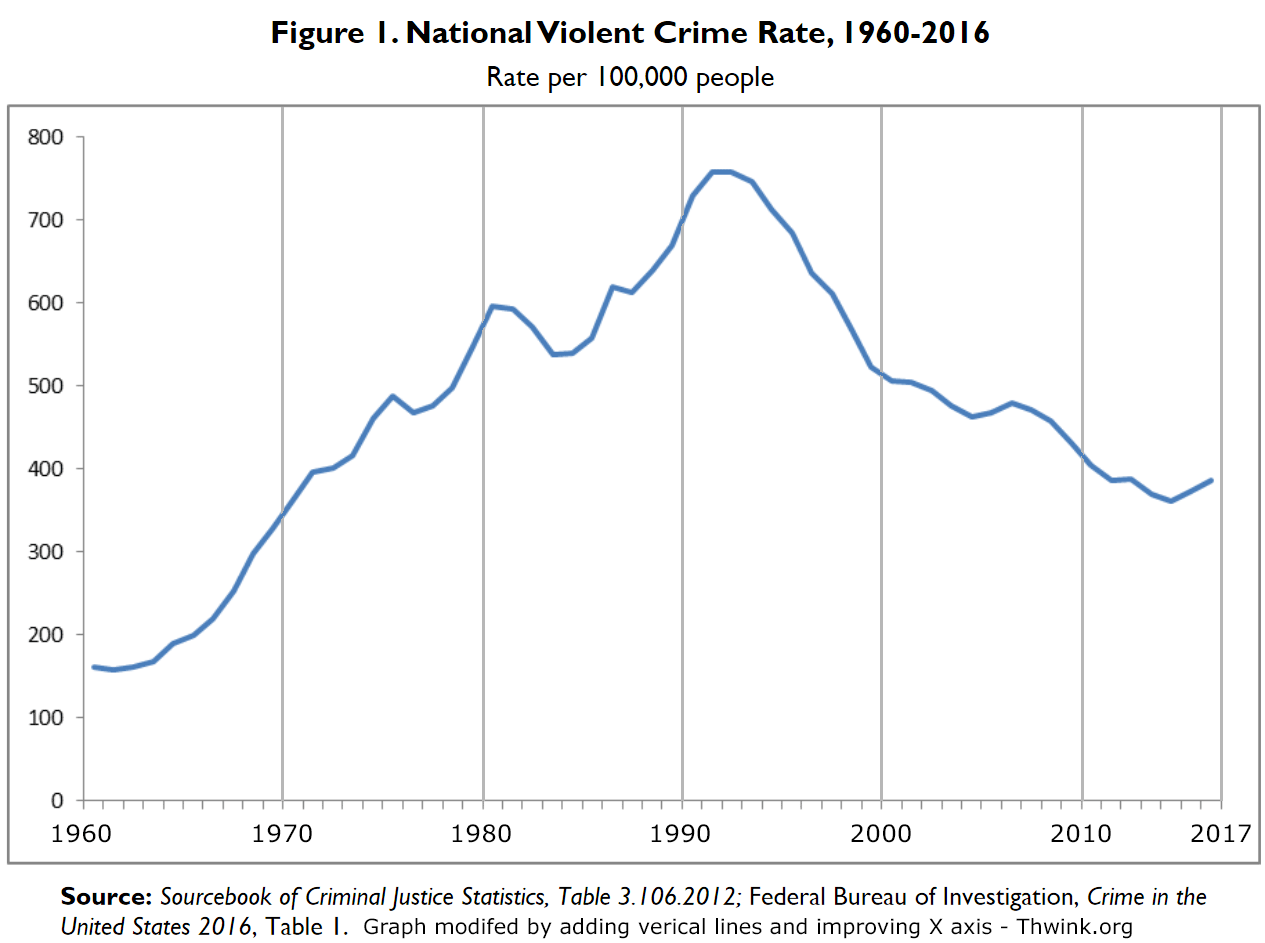 Figure 1. National Violent Crime Rate, 1960-2016
Rate per 100,000 people
800
700
600
500
400
300
200
100
0
1960 1970 1980 1990 2000 2010 2017
Source: Sourcebook of Criminal Justice Statistics, Table 3.106.2012; Federal Bureau of Investigation, Crime in the
United States 2016, Table 1. Graph modifed by adding verical lines and improving X axis - Thwink.org